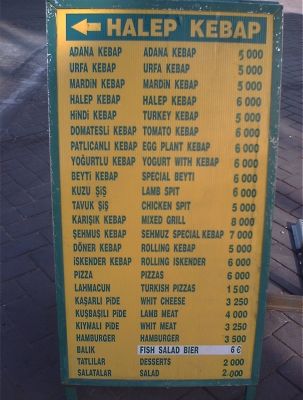 HALEP KEBAP
ADANA KEBAP ADANA KEBAP 5 000
URFA KEBAP URFA KEBAP 5 000
MARDİN KEBAP MARDİN KEBAP 5 000
HALEP KEBAP HALEP KEBAP 6 000
HİNDİ KEBAP TURKEY KEBAP 5 000
DOMATESLİ KEBAP TOMATO KEBAP 6 000
PATLICANLI KEBAP EGG PLANT KEBAP 6 000
YOĞURTLU KEBAP YOGURT WITH KEBAP 6 000
BEYTİ KEBAP SPECIAL BEYTI 6 000
KUZU ŞİŞ LAMB SPIT 6 000
TAVUK ŞİŞ CHICKEN SPIT 5 000
KARIŞIK KEBAP MIXED GRILL 8 000
ŞEHMUS KEBAP SEHMUZ SPECIAL KEBAP 7 000
DÖNER KEBAP ROLLING KEBAP 5 000
İSKENDER KEBAP ROLLING ISKENDER 6 000
PIZZA PIZZAS 6 000
LAHMACUN TURKISH PIZZAS 1 500
KAŞARLI PİDE WHIT CHEESE 3 250
KUŞBAŞILI PİDE LAMB MEAT 4 000
KIYMALI PİDE WHIT MEAT 3 250
HAMBURGER HAMBURGER 3 500
BALIK FISH SALAD BIER 6 €
TATLILAR DESSERTS 2 000
SALATALAR SALAD 2.000